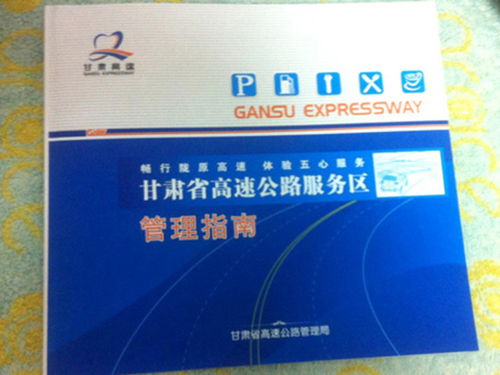 甘肃高速
GANSU EXPRESSWAY
P
GANSU EXPRESSWAY
畅行陇原高速 体验五心服务
甘肃省高速公路服务区
管理指南
甘肃省高速公路管理局